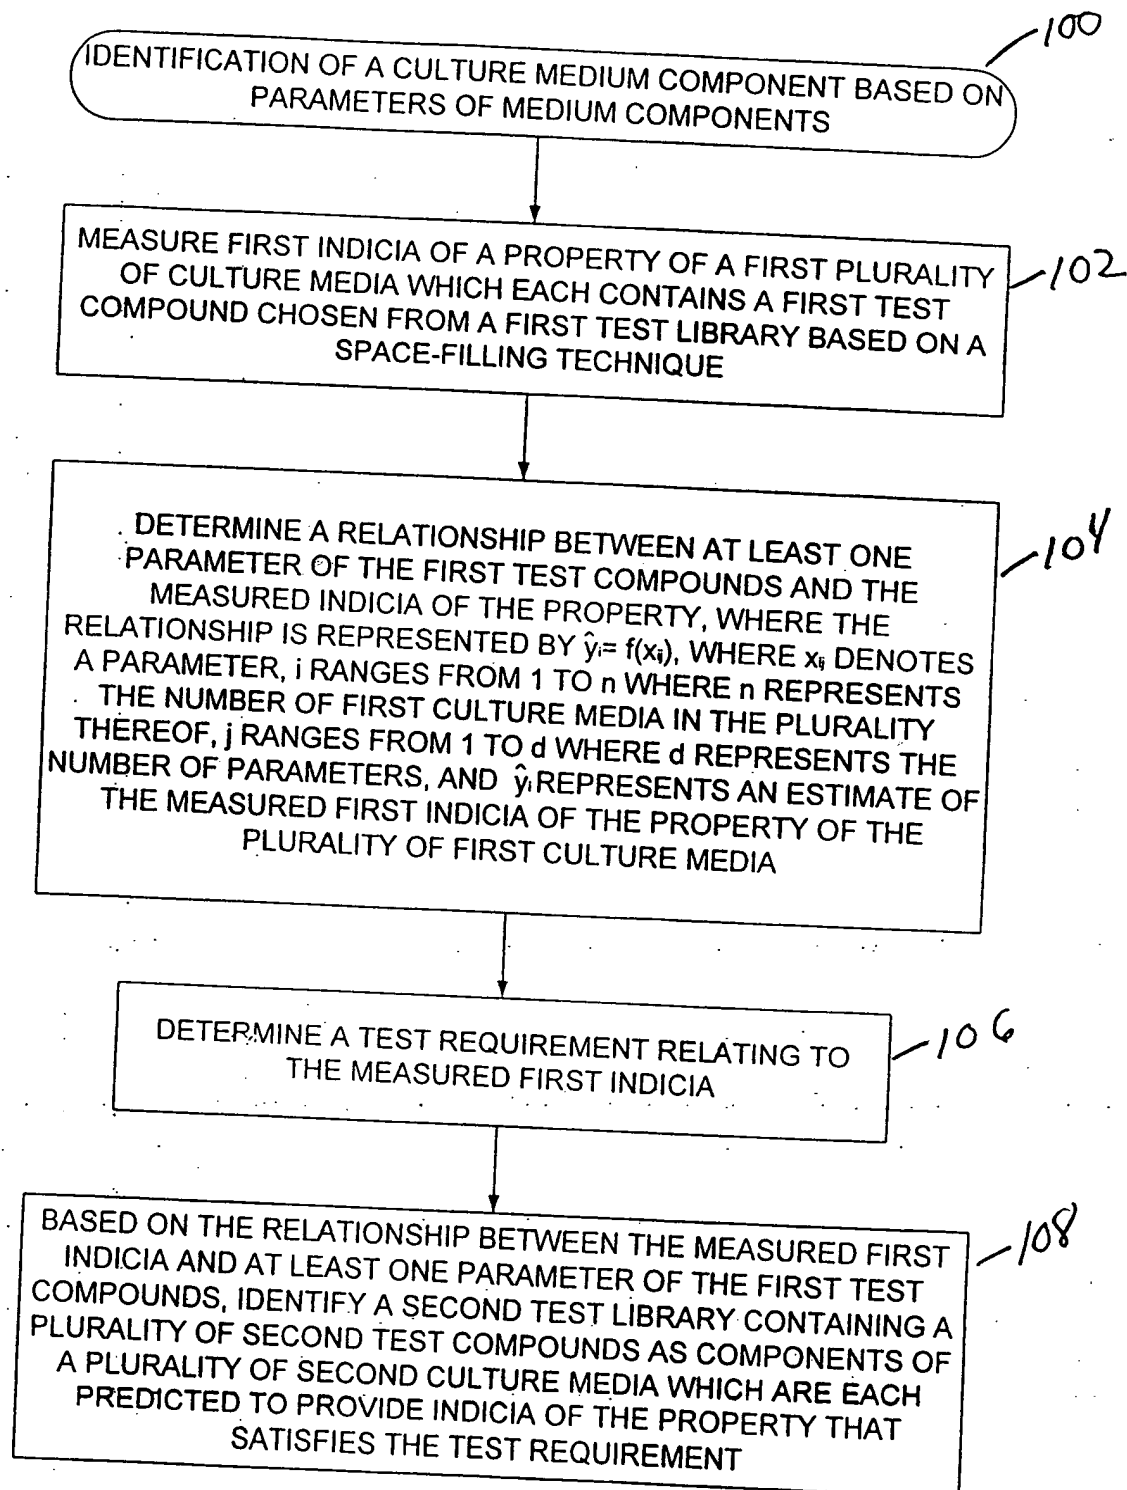 100
IDENTIFICATION OF A CULTURE MEDIUM COMPONENT BASED ON
PARAMETERS OF MEDIUM COMPONENTS
102
MEASURE FIRST INDICIA OF A PROPERTY OF A FIRST PLURALITY
OF CULTURE MEDIA WHICH EACH CONTAINS A FIRST TEST
COMPOUND CHOSEN FROM A FIRST TEST LIBRARY BASED ON A
SPACE-FILLING TECHNIQUE
104
DETERMINE A RELATIONSHIP BETWEEN AT LEAST ONE
PARAMETER OF THE FIRST TEST COMPOUNDS AND THE
MEASURED INDICIA OF THE PROPERTY, WHERE THE
RELATIONSHIP IS REPRESENTED BY ŷᵢ= f(xᵢⱼ), WHERE xᵢⱼ DENOTES
A PARAMETER, i RANGES FROM 1 TO n WHERE n REPRESENTS
THE NUMBER OF FIRST CULTURE MEDIA IN THE PLURALITY
THEREOF, j RANGES FROM 1 TO d WHERE d REPRESENTS THE
NUMBER OF PARAMETERS, AND ŷᵢ REPRESENTS AN ESTIMATE OF
THE MEASURED FIRST INDICIA OF THE PROPERTY OF THE
PLURALITY OF FIRST CULTURE MEDIA
106
DETERMINE A TEST REQUIREMENT RELATING TO
THE MEASURED FIRST INDICIA
108
BASED ON THE RELATIONSHIP BETWEEN THE MEASURED FIRST
INDICIA AND AT LEAST ONE PARAMETER OF THE FIRST TEST
COMPOUNDS, IDENTIFY A SECOND TEST LIBRARY CONTAINING A
PLURALITY OF SECOND TEST COMPOUNDS AS COMPONENTS OF
A PLURALITY OF SECOND CULTURE MEDIA WHICH ARE EACH
PREDICTED TO PROVIDE INDICIA OF THE PROPERTY THAT
SATISFIES THE TEST REQUIREMENT